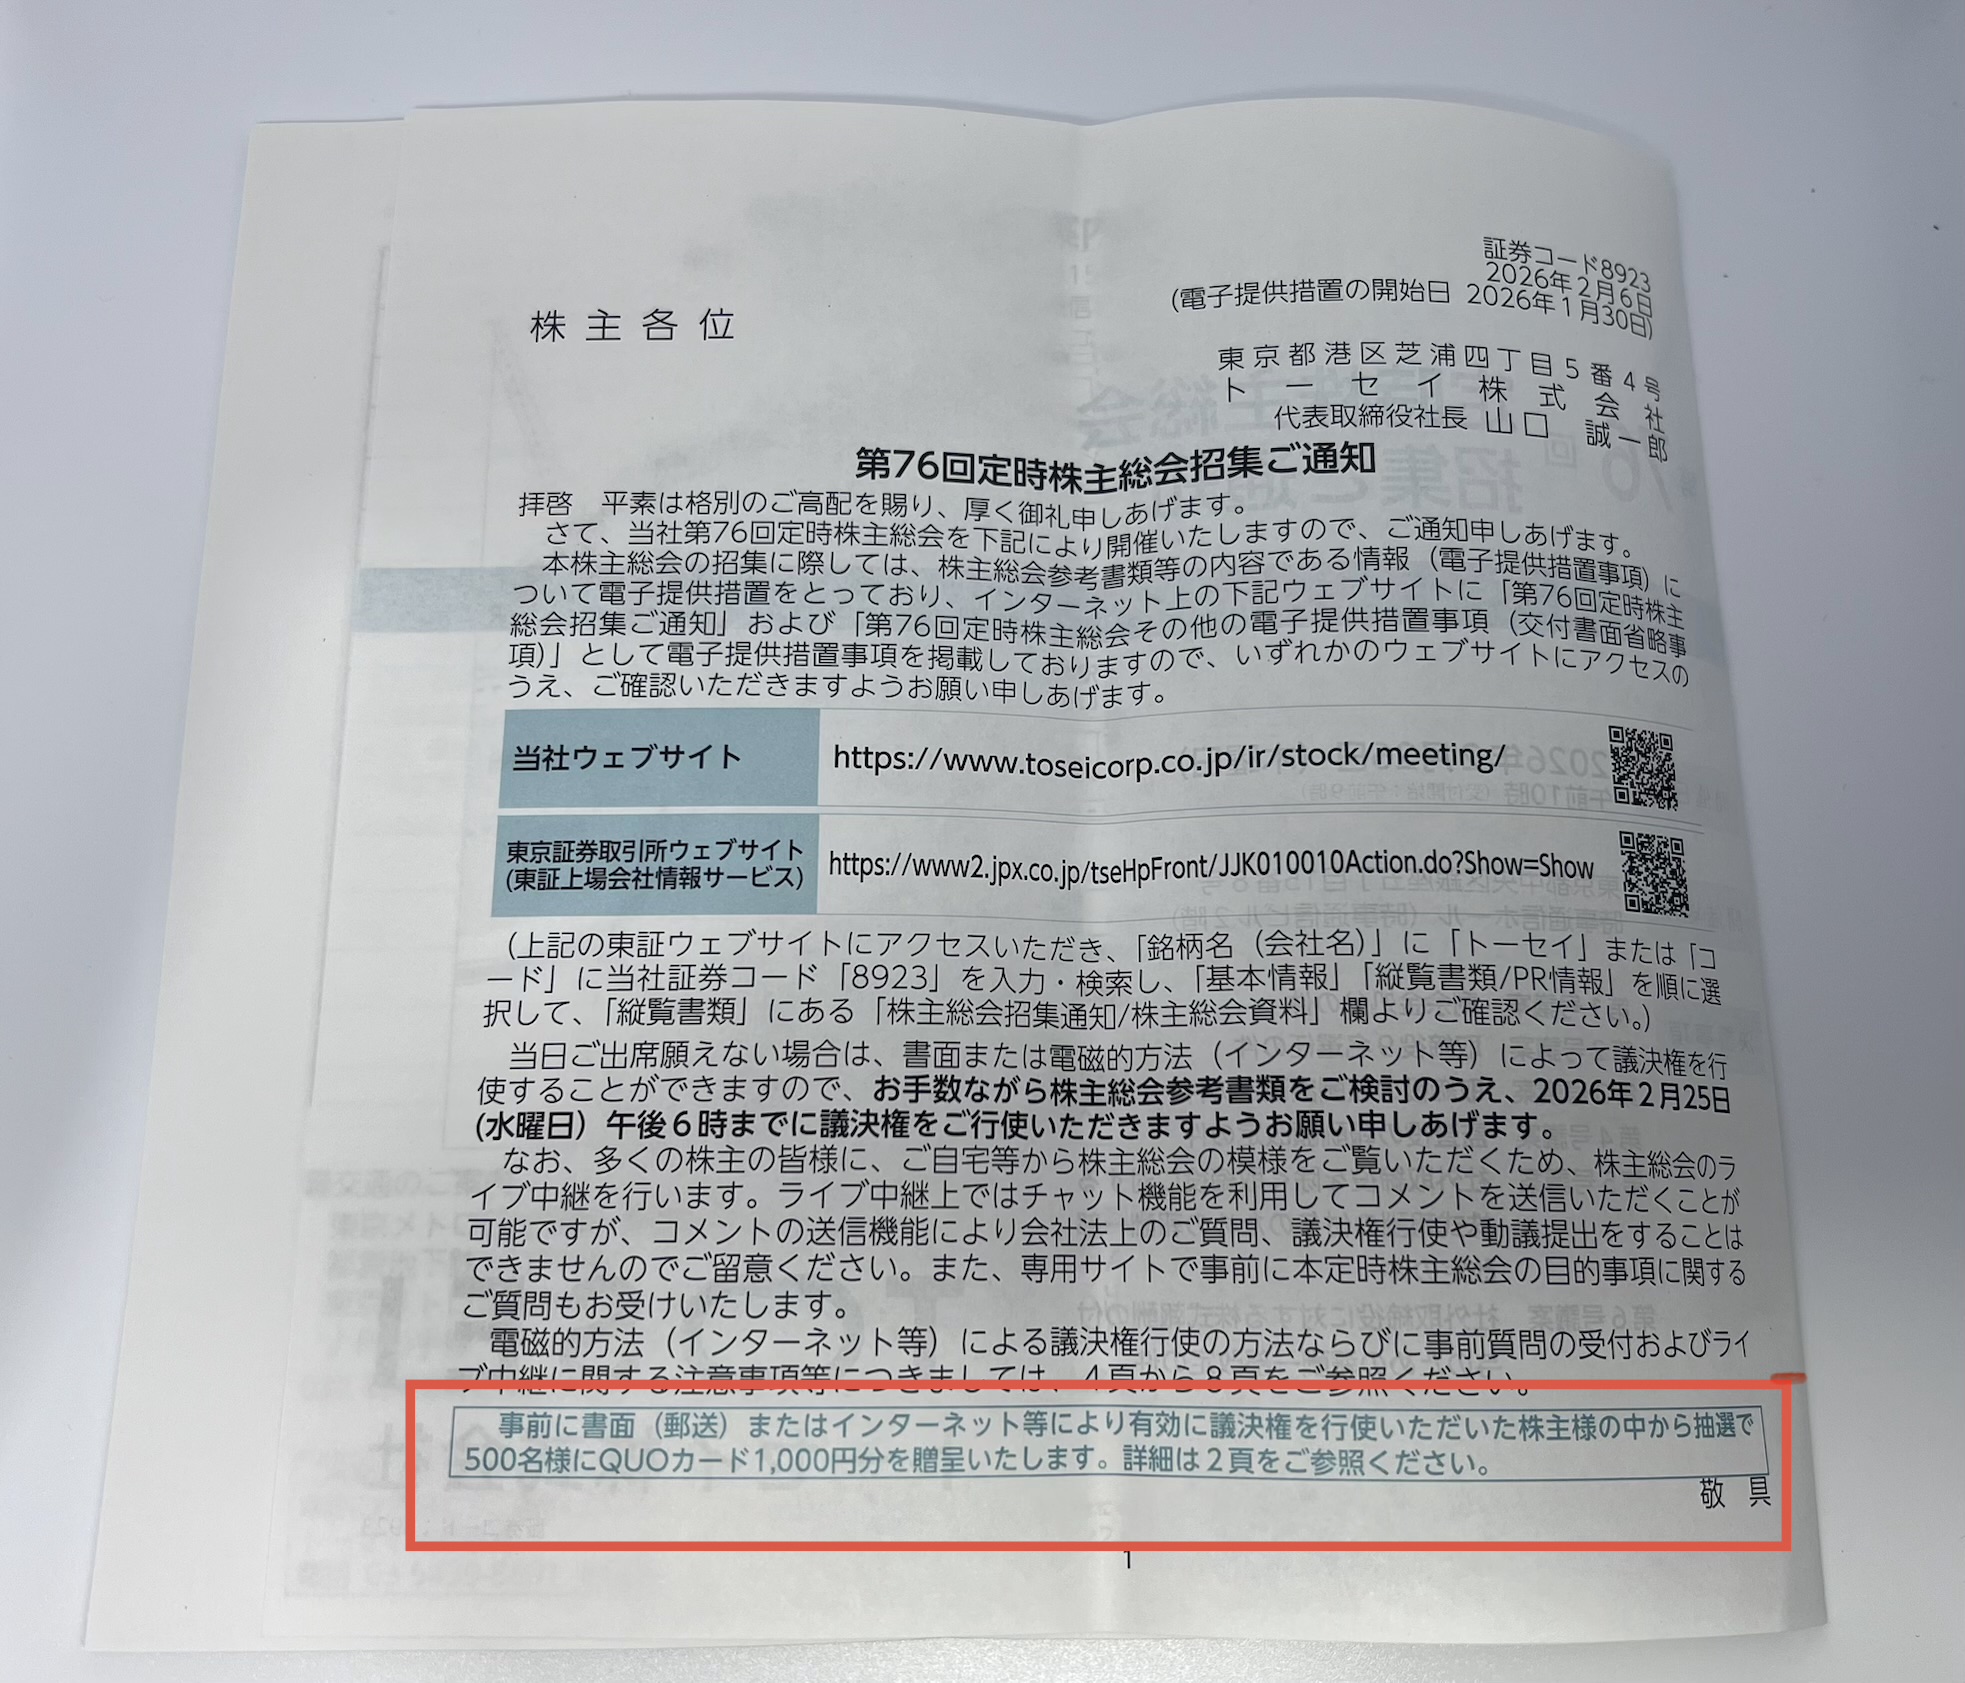 証券コード8923
2026年2月6日
(電子提供措置の開始日 2026年1月30日)
株主各位
東京都港区芝浦四丁目5番4号
トーセイ株式会社
代表取締役社長 山口 誠一郎
第76回定時株主総会招集ご通知
拝啓 平素は格別のご高配を賜り、厚く御礼申しあげます。
さて、当社第76回定時株主総会を下記により開催いたしますので、ご通知申しあげます。
本株主総会の招集に際しては、株主総会参考書類等の内容である情報（電子提供措置事項）に
ついて電子提供措置をとっており、インターネット上の下記ウェブサイトに「第76回定時株主
総会招集ご通知」および「第76回定時株主総会その他の電子提供措置事項（交付書面省略事
項)」として電子提供措置事項を掲載しておりますので、いずれかのウェブサイトにアクセスの
うえ、ご確認いただきますようお願い申しあげます。
当社ウェブサイト
https://www.toseicorp.co.jp/ir/stock/meeting/
東京証券取引所ウェブサイト
(東証上場会社情報サービス)
https://www2.jpx.co.jp/tseHpFront/JJK010010Action.do?Show=Show
（上記の東証ウェブサイトにアクセスいただき、「銘柄名（会社名）」に「トーセイ」または「コ
ード」に当社証券コード「8923」を入力・検索し、「基本情報」「縦覧書類/PR情報」を順に選
択して、「縦覧書類」にある「株主総会招集通知/株主総会資料」欄よりご確認ください。）
当日ご出席願えない場合は、書面または電磁的方法（インターネット等）によって議決権を行
使することができますので、お手数ながら株主総会参考書類をご検討のうえ、2026年2月25日
(水曜日）午後6時までに議決権をご行使いただきますようお願い申しあげます。
なお、多くの株主の皆様に、ご自宅等から株主総会の模様をご覧いただくため、株主総会のラ
イブ中継を行います。ライブ中継上ではチャット機能を利用してコメントを送信いただくことが
可能ですが、コメントの送信機能により会社法上のご質問、議決権行使や動議提出をすることは
できませんのでご留意ください。また、専用サイトで事前に本定時株主総会の目的事項に関する
ご質問もお受けいたします。
電磁的方法（インターネット等）による議決権行使の方法ならびに事前質問の受付およびライ
ブ中継に関する注意事項等につきましては、4頁から8頁をご参照ください。
事前に書面（郵送）またはインターネット等により有効に議決権を行使いただいた株主様の中から抽選で
500名様にQUOカード1,000円分を贈呈いたします。詳細は2頁をご参照ください。
敬具
1